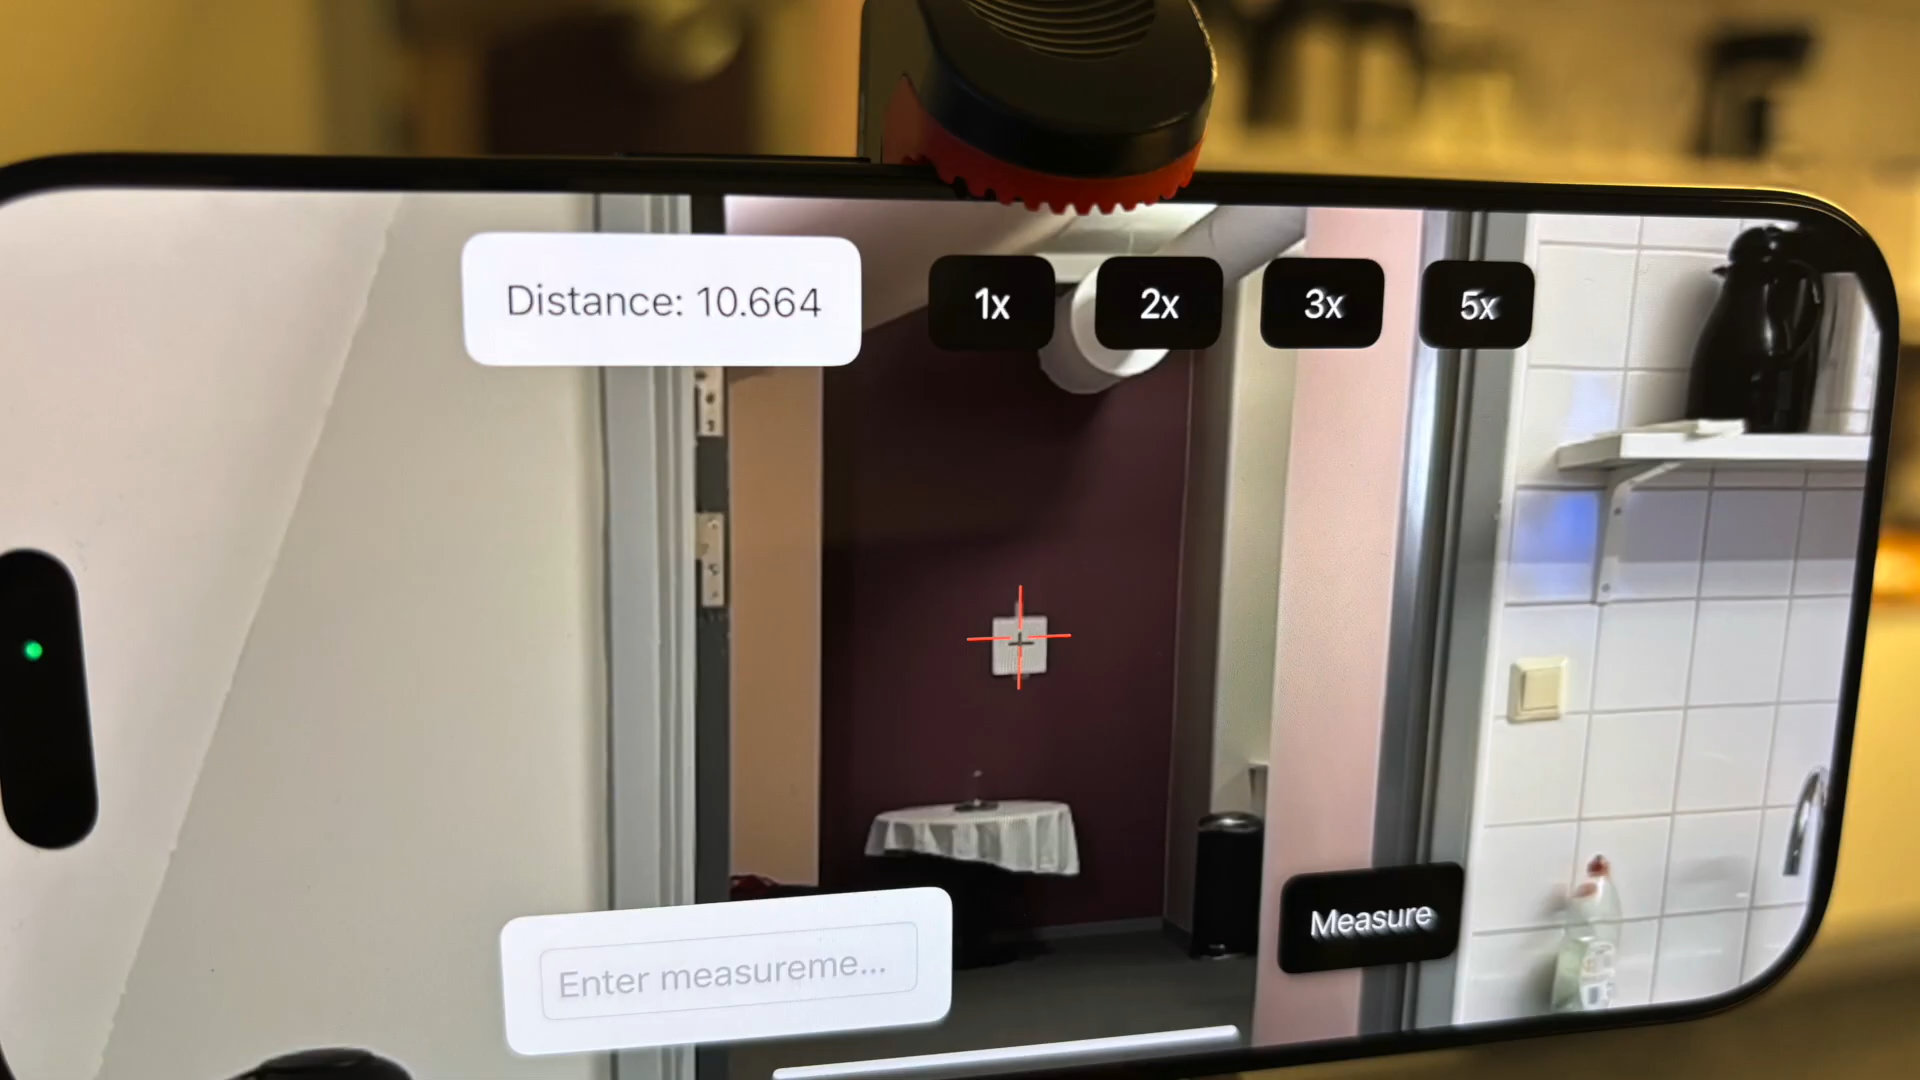 Distance: 10.664
1x
2x
3x
5x
Measure
Enter measureme...